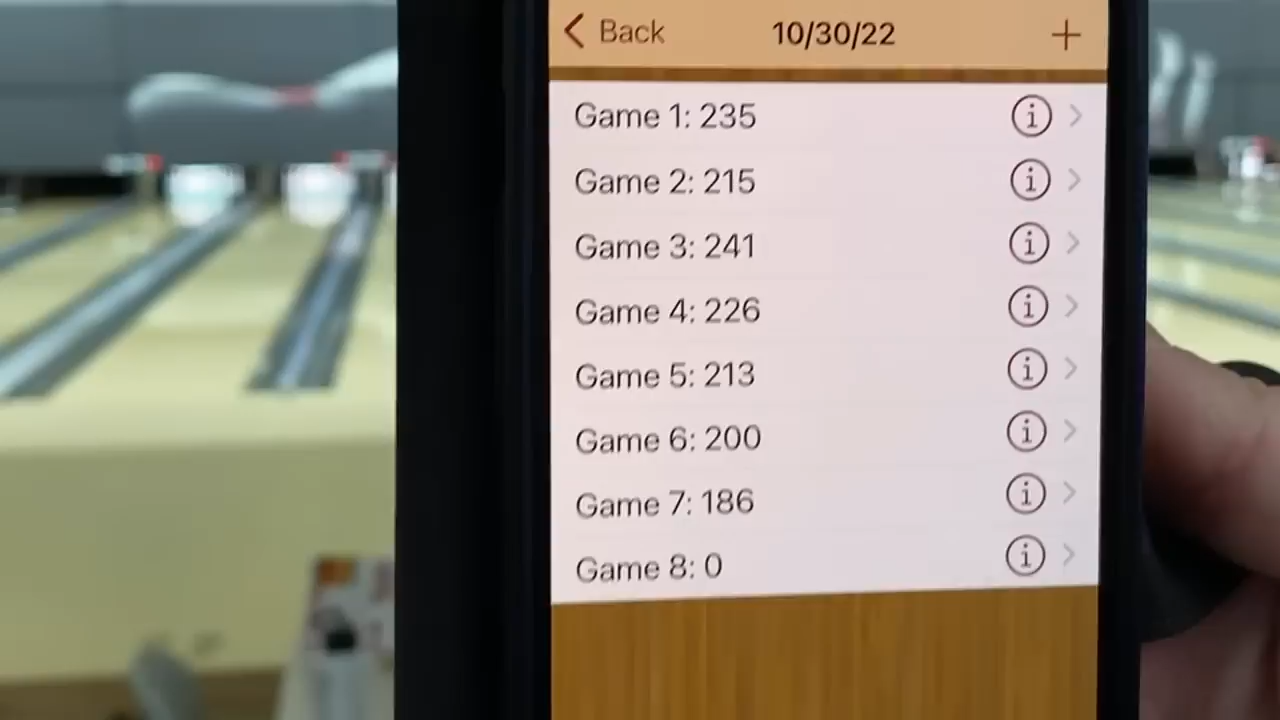 Back 10/30/22 +
Game 1: 235
Game 2: 215
Game 3: 241
Game 4: 226
Game 5: 213
Game 6: 200
Game 7: 186
Game 8: 0